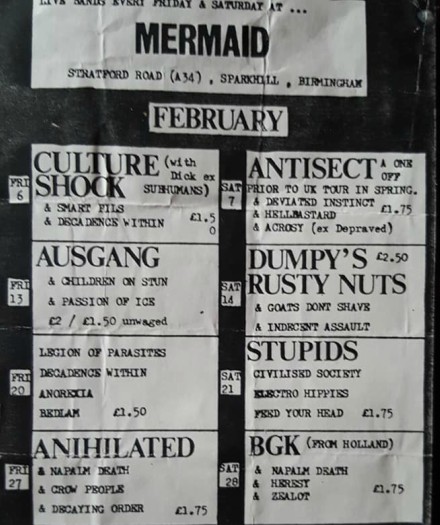 LIVE BANDS EVERY FRIDAY & SATURDAY AT ...
MERMAID
STRATFORD ROAD (A34) , SPARKHILL , BIRMINGHAM
FEBRUARY
FRI 6
CULTURE SHOCK (with Dick ex SUBHUMANS)
& SMART PILS
& DECADENCE WITHIN £1.50
SAT 7
ANTISECT A ONE OFF
PRIOR TO UK TOUR IN SPRING.
& DEVIATED INSTINCT £1.75
& HELLBASTARD
& ACROSY (ex Depraved)
FRI 13
AUSGANG
& CHILDREN ON STUN
& PASSION OF ICE
£2 / £1.50 unwaged
SAT 14
DUMPY'S £2.50
RUSTY NUTS
& GOATS DONT SHAVE
& INDECENT ASSAULT
FRI 20
LEGION OF PARASITES
DECADENCE WITHIN
ANOREXIA
BEDLAM £1.50
SAT 21
STUPIDS
CIVILISED SOCIETY
ELECTRO HIPPIES
FEED YOUR HEAD £1.75
FRI 27
ANIHILATED
& NAPALM DEATH
& CROW PEOPLE
& DECAYING ORDER £1.75
SAT 28
BGK (FROM HOLLAND)
& NAPALM DEATH
& HERESY
& ZEALOT £1.75